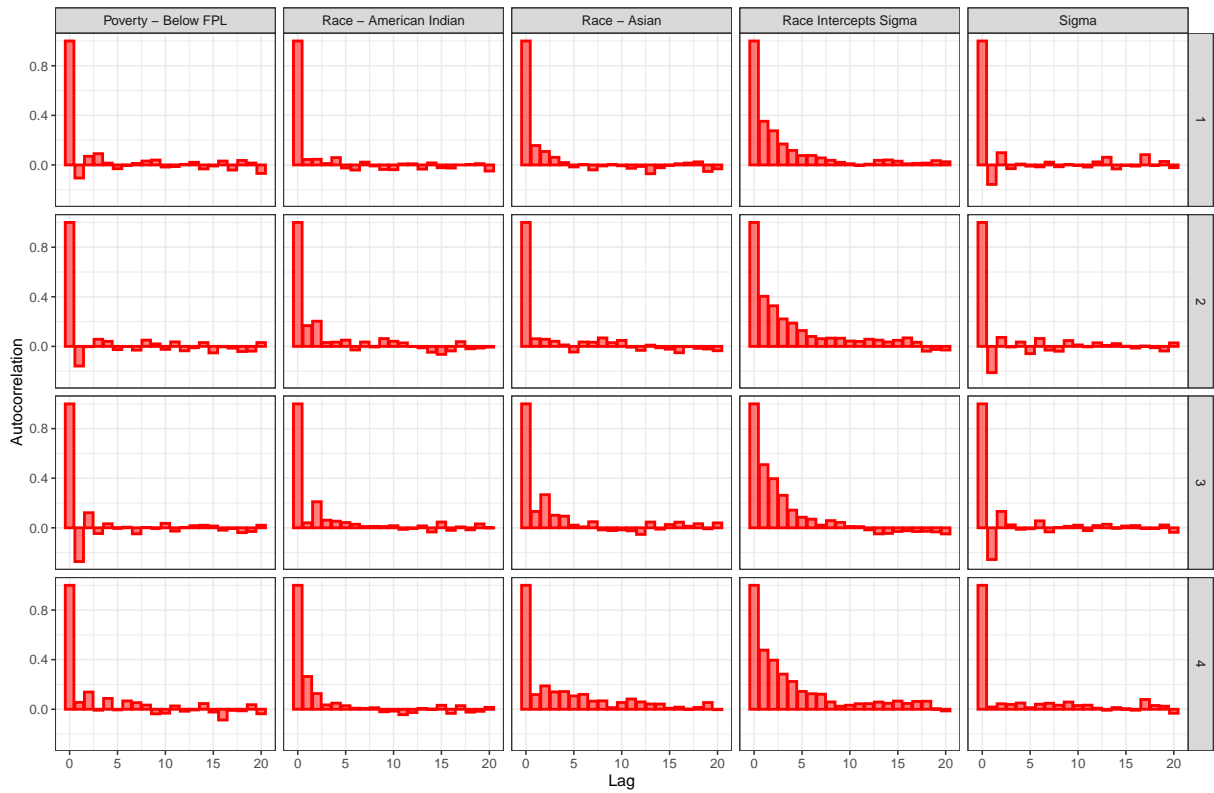 Poverty − Below FPL
Race − American Indian
Race − Asian
Race Intercepts Sigma
Sigma
0.8
0.4
0.0
1
0.8
0.4
0.0
2
0.8
0.4
0.0
3
0.8
0.4
0.0
4
Autocorrelation
0 5 10 15 20
0 5 10 15 20
0 5 10 15 20
0 5 10 15 20
0 5 10 15 20
Lag